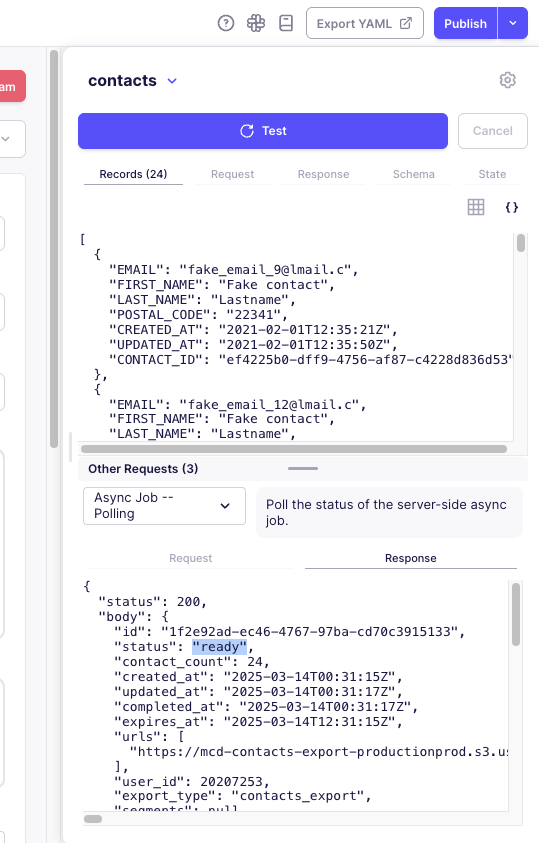 Export YAML
Publish
am
contacts
Test
Cancel
Records (24)
Request
Response
Schema
State
{}
[
{
"EMAIL": "fake_email_9@lmail.c",
"FIRST_NAME": "Fake contact",
"LAST_NAME": "Lastname",
"POSTAL_CODE": "22341",
"CREATED_AT": "2021-02-01T12:35:21Z",
"UPDATED_AT": "2021-02-01T12:35:50Z",
"CONTACT_ID": "ef4225b0-dff9-4756-af87-c4228d836d53"
},
{
"EMAIL": "fake_email_12@lmail.c",
"FIRST_NAME": "Fake contact",
"LAST_NAME": "Lastname",
Other Requests (3)
Async Job --
Polling
Poll the status of the server-side async
job.
Request
Response
{
"status": 200,
"body": {
"id": "1f2e92ad-ec46-4767-97ba-cd70c3915133",
"status": "ready",
"contact_count": 24,
"created_at": "2025-03-14T00:31:15Z",
"updated_at": "2025-03-14T00:31:17Z",
"completed_at": "2025-03-14T00:31:17Z",
"expires_at": "2025-03-14T12:31:15Z",
"urls": [
"https://mcd-contacts-export-productionprod.s3.us
],
"user_id": 20207253,
"export_type": "contacts_export",
"segments": null